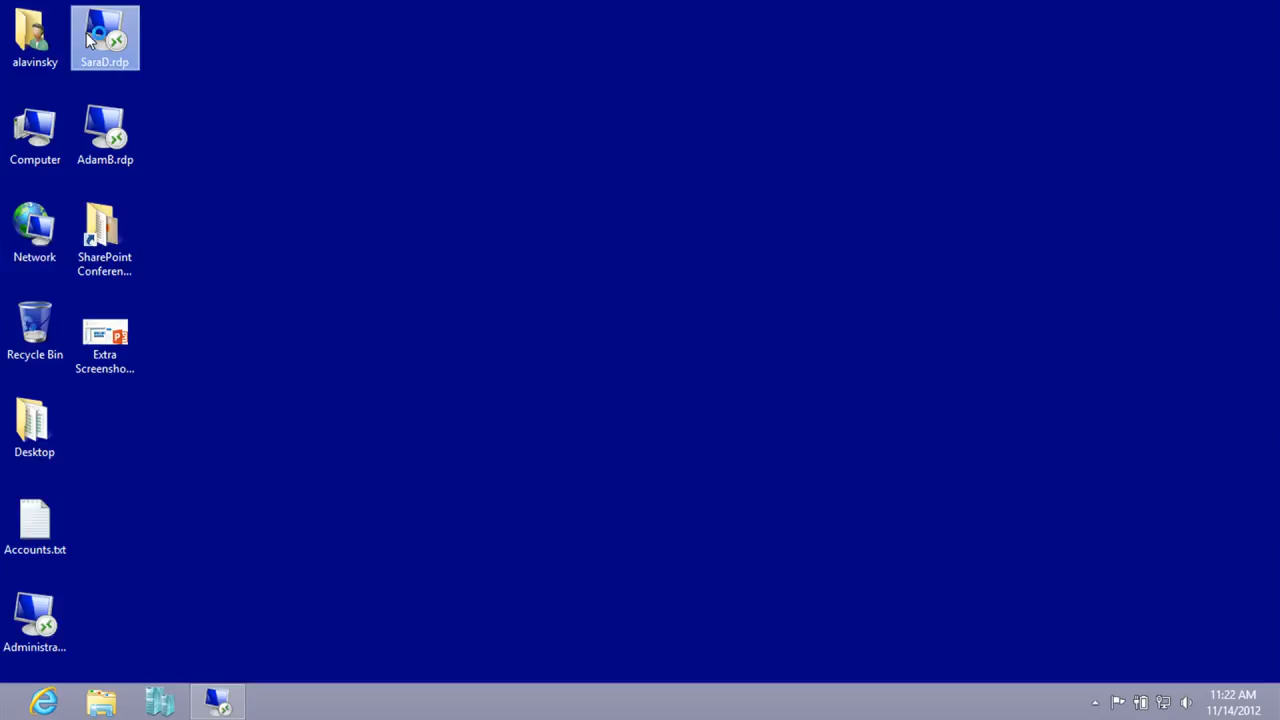 alavinsky
SaraD.rdp
Computer
AdamB.rdp
Network
SharePoint
Conferen...
Recycle Bin
Extra
Screensho...
Desktop
Accounts.txt
Administra...
11:22 AM
11/14/2012